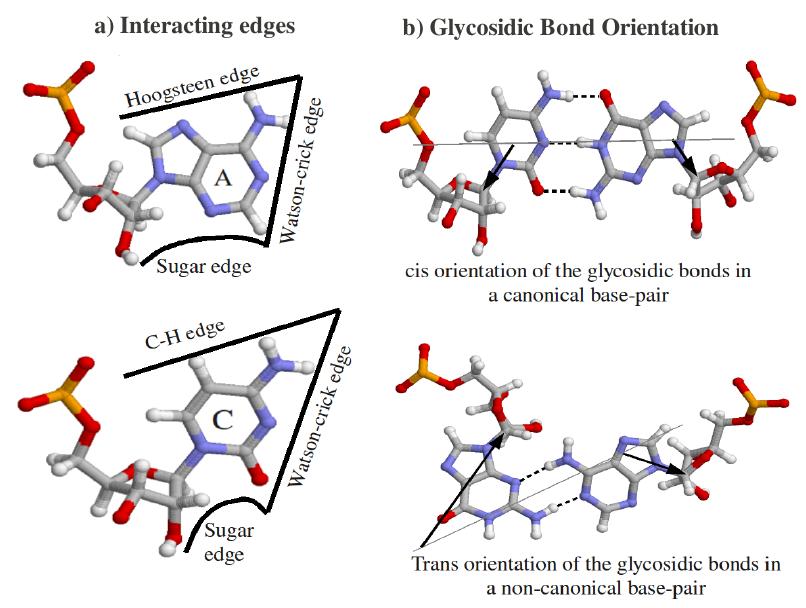 a) Interacting edges
Hoogsteen edge
Watson-crick edge
A
Sugar edge
C-H edge
Watson-crick edge
C
Sugar
edge
b) Glycosidic Bond Orientation
cis orientation of the glycosidic bonds in
a canonical base-pair
Trans orientation of the glycosidic bonds in
a non-canonical base-pair